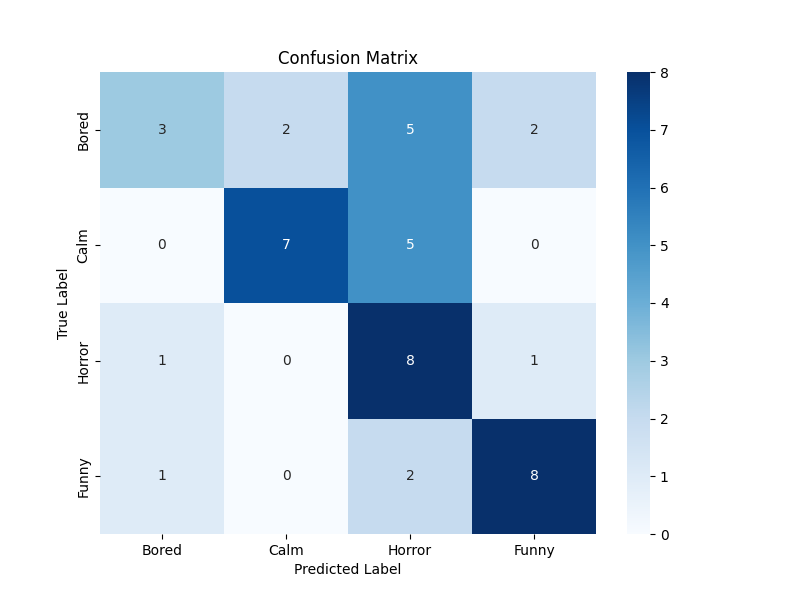 Confusion Matrix
True Label
Bored 3 2 5 2
Calm 0 7 5 0
Horror 1 0 8 1
Funny 1 0 2 8
Bored Calm Horror Funny
Predicted Label
8
7
6
5
4
3
2
1
0